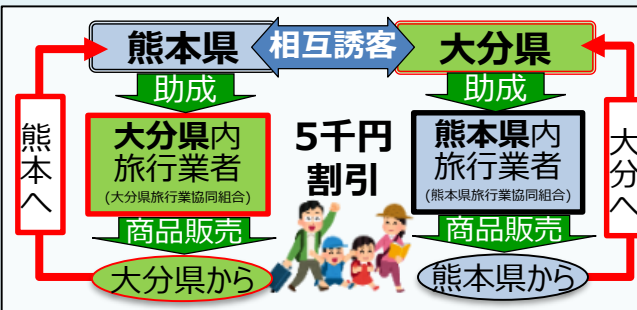 熊本県
相互誘客
大分県
助成
助成
熊本へ
大分県内
旅行業者
(大分県旅行業協同組合)
5千円
割引
熊本県内
旅行業者
(熊本県旅行業協同組合)
大分へ
商品販売
商品販売
大分県から
熊本県から